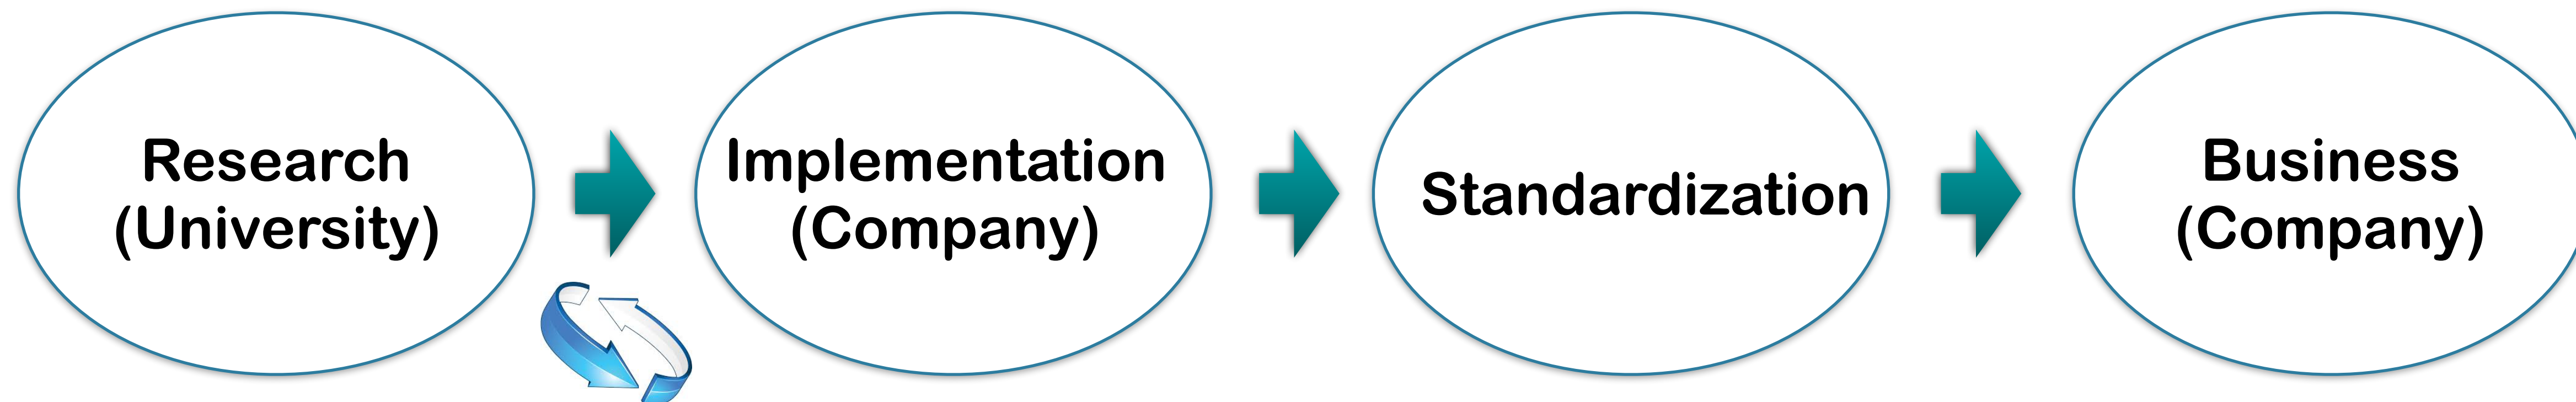 Research
(University)
Implementation
(Company)
Standardization
Business
(Company)